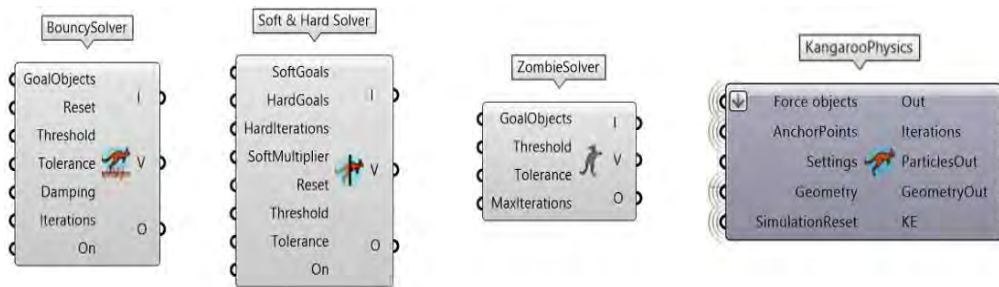 BouncySolver
GoalObjects
Reset
Threshold
Tolerance
Damping
Iterations
On
I
V
O
Soft & Hard Solver
SoftGoals
HardGoals
HardIterations
SoftMultiplier
Reset
Threshold
Tolerance
On
I
V
O
ZombieSolver
GoalObjects
Threshold
Tolerance
MaxIterations
I
V
O
KangarooPhysics
Force objects
AnchorPoints
Settings
Geometry
SimulationReset
Out
Iterations
ParticlesOut
GeometryOut
KE